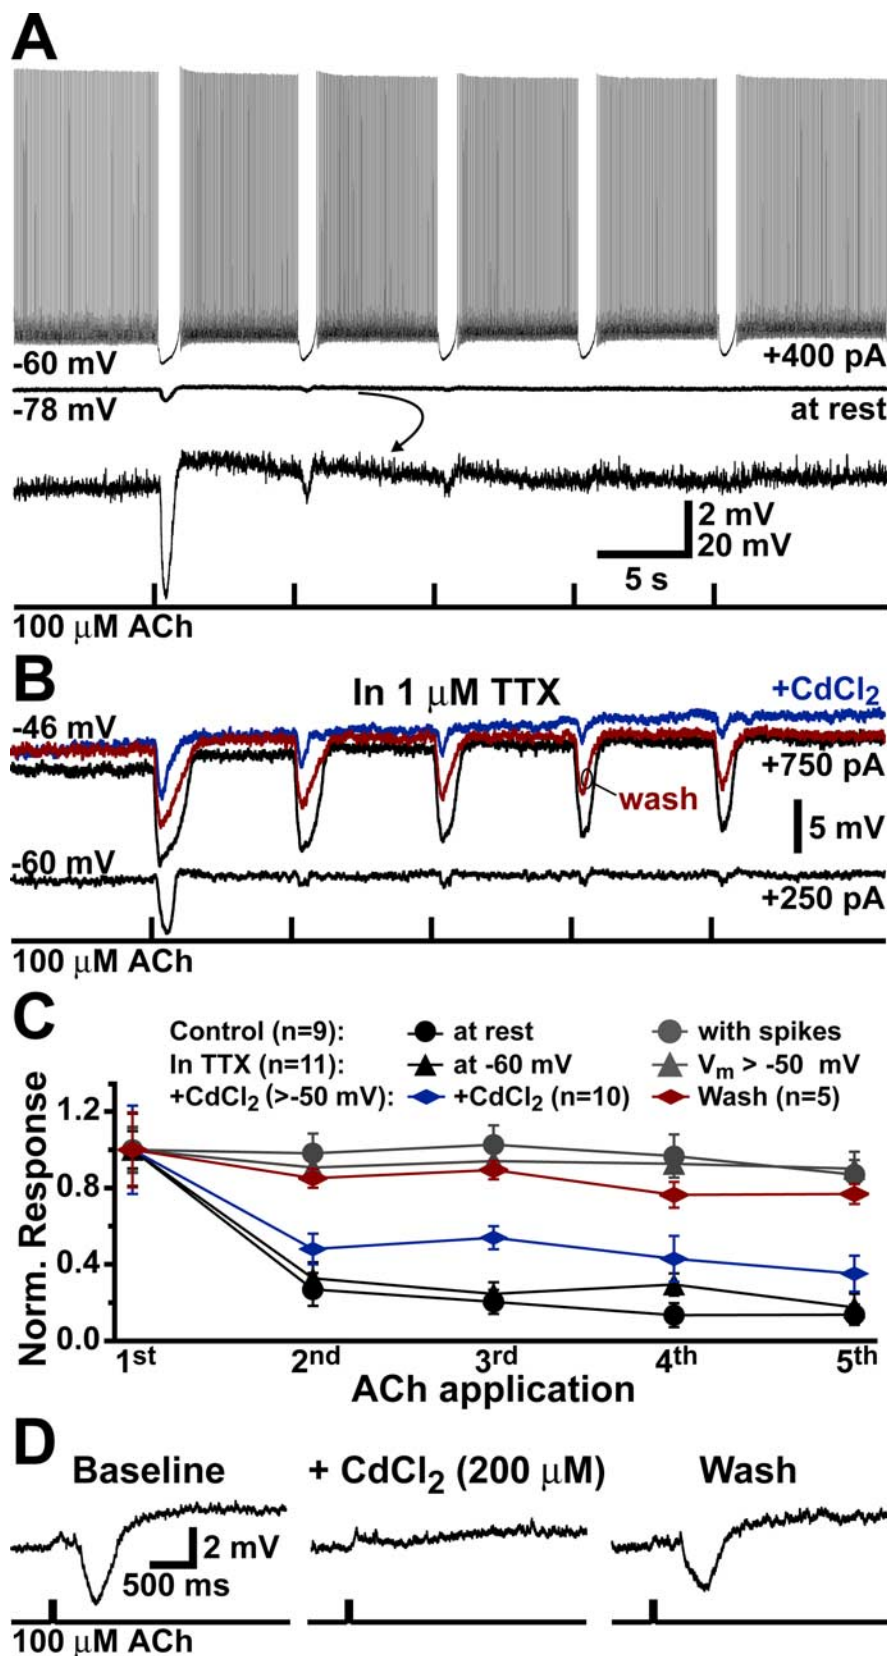 A
-60 mV
+400 pA
-78 mV
at rest
2 mV
20 mV
5 s
100 μM ACh
B
In 1 μM TTX
+CdCl₂
-46 mV
+750 pA
wash
5 mV
-60 mV
+250 pA
100 μM ACh
C
Control (n=9): at rest with spikes
In TTX (n=11): at -60 mV Vₘ > -50 mV
+CdCl₂ (>-50 mV): +CdCl₂ (n=10) Wash (n=5)
Norm. Response
1.2
0.8
0.4
0.0
1st 2nd 3rd 4th 5th
ACh application
D
Baseline + CdCl₂ (200 μM) Wash
2 mV
500 ms
100 μM ACh